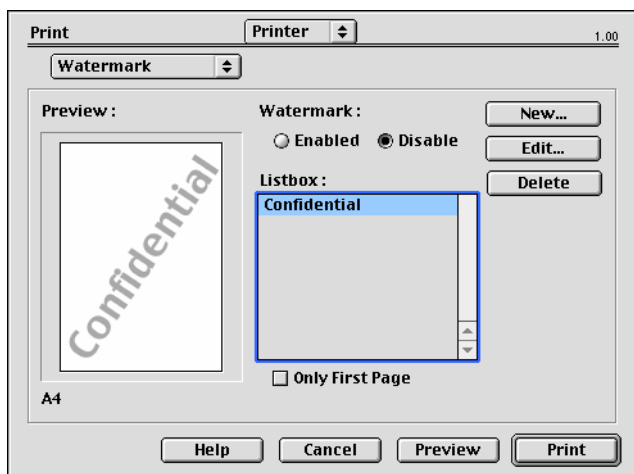 Print Printer 1.00
Watermark
Preview : Watermark : New...
Enabled Disable Edit...
Listbox : Delete
Confidential
Confidential
Only First Page
A4
Help Cancel Preview Print